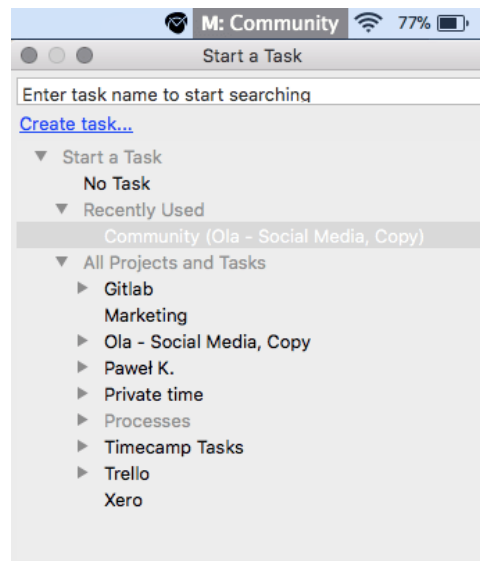 M: Community 77%
Start a Task
Enter task name to start searching
Create task...
Start a Task
No Task
Recently Used
Community (Ola - Social Media, Copy)
All Projects and Tasks
Gitlab
Marketing
Ola - Social Media, Copy
Paweł K.
Private time
Processes
Timecamp Tasks
Trello
Xero